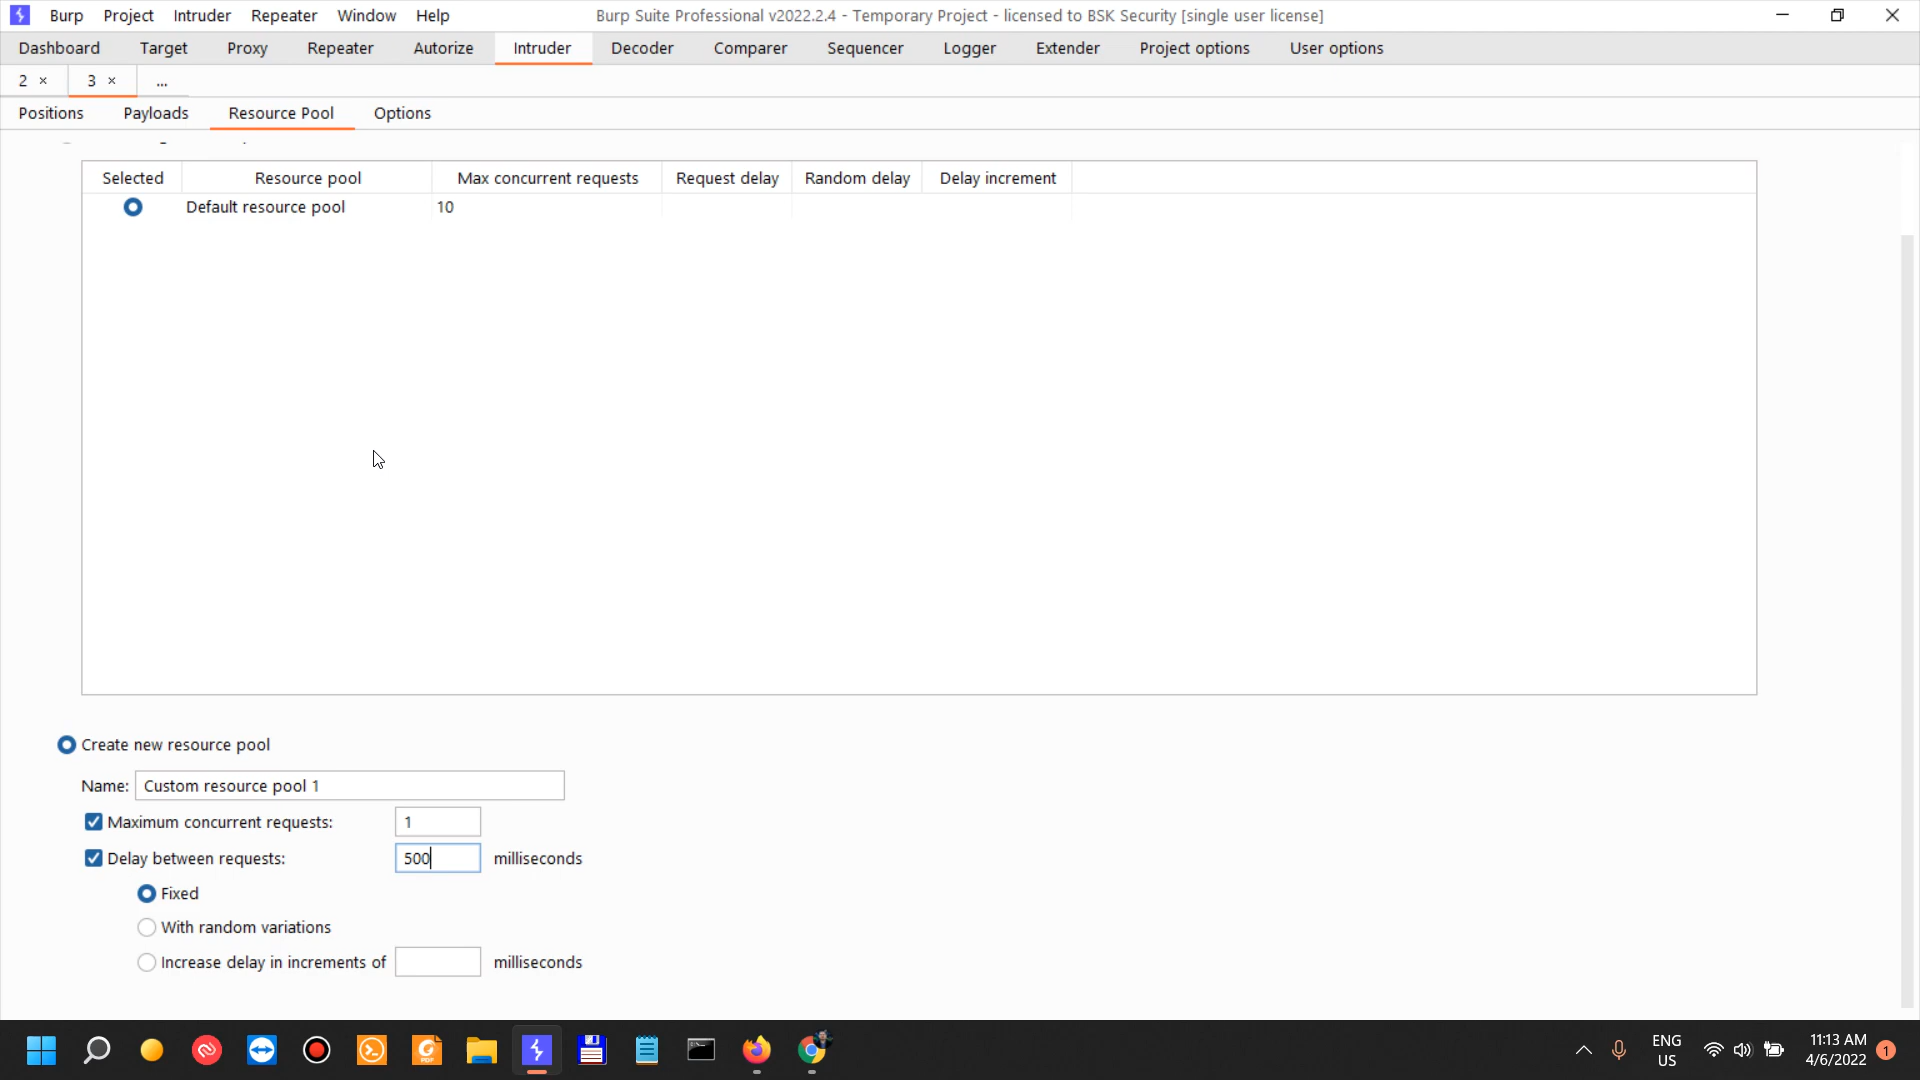 Burp Project Intruder Repeater Window Help
Burp Suite Professional v2022.2.4 - Temporary Project - licensed to BSK Security [single user license]
Dashboard Target Proxy Repeater Autorize Intruder Decoder Comparer Sequencer Logger Extender Project options User options
2 × 3 × ...
Positions Payloads Resource Pool Options
Selected Resource pool Max concurrent requests Request delay Random delay Delay increment
Default resource pool 10
Create new resource pool
Name: Custom resource pool 1
Maximum concurrent requests: 1
Delay between requests: 500 milliseconds
Fixed
With random variations
Increase delay in increments of milliseconds
PDF
ENG
US
11:13 AM
4/6/2022
1